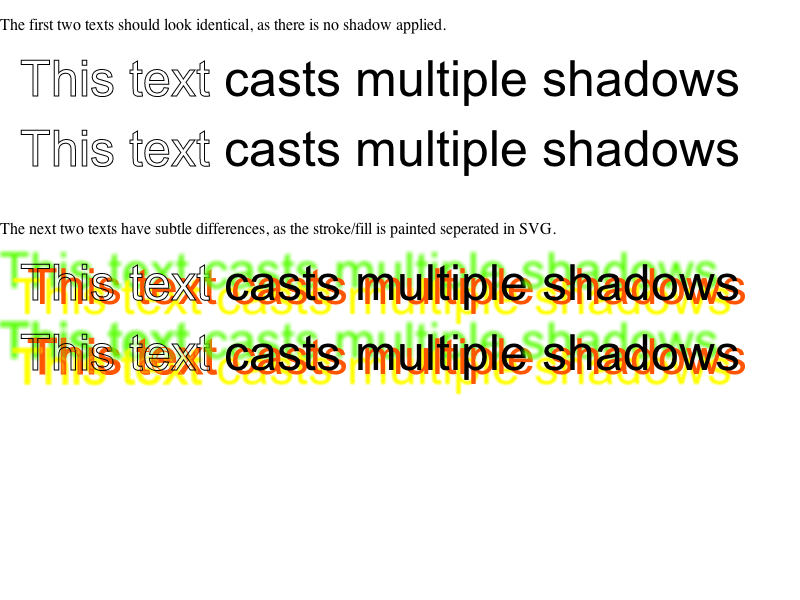 The first two texts should look identical, as there is no shadow applied.
This text casts multiple shadows
This text casts multiple shadows
The next two texts have subtle differences, as the stroke/fill is painted seperated in SVG.
This text casts multiple shadows
This text casts multiple shadows